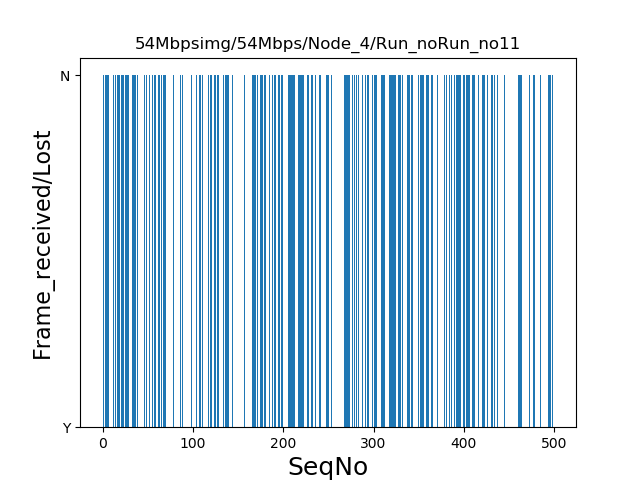 54Mbpsimg/54Mbps/Node_4/Run_noRun_no11
N
Frame_received/Lost
Y
0 100 200 300 400 500
SeqNo